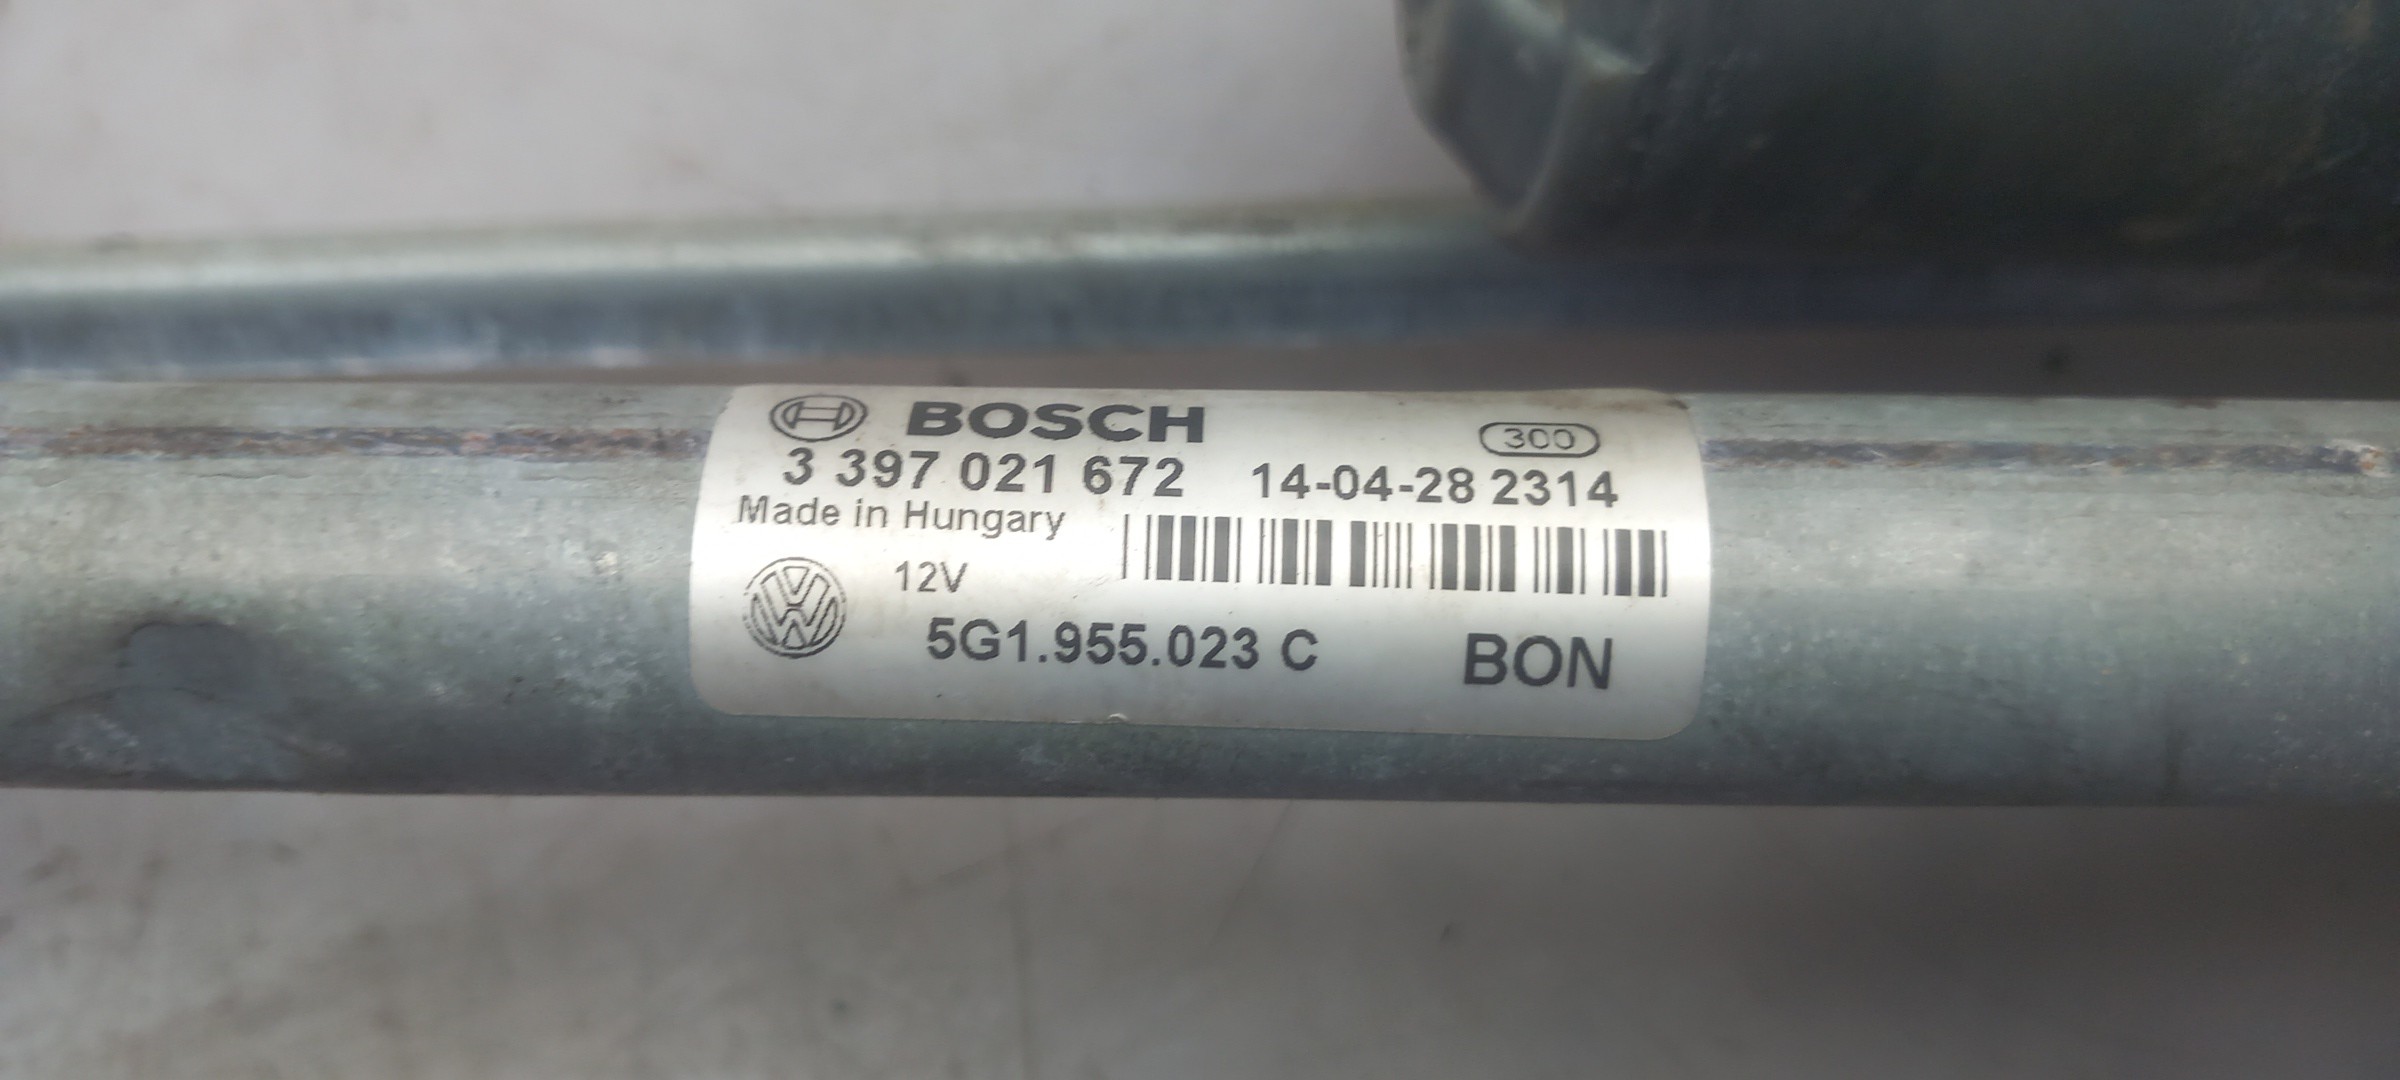 BOSCH 300
3 397 021 672 14-04-28 2314
Made in Hungary
12V
5G1.955.023 C BON